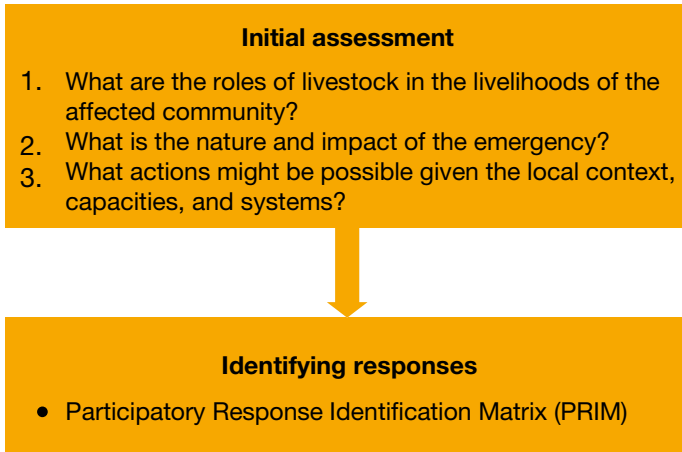 Initial assessment
1. What are the roles of livestock in the livelihoods of the
affected community?
2. What is the nature and impact of the emergency?
3. What actions might be possible given the local context,
capacities, and systems?
Identifying responses
• Participatory Response Identification Matrix (PRIM)